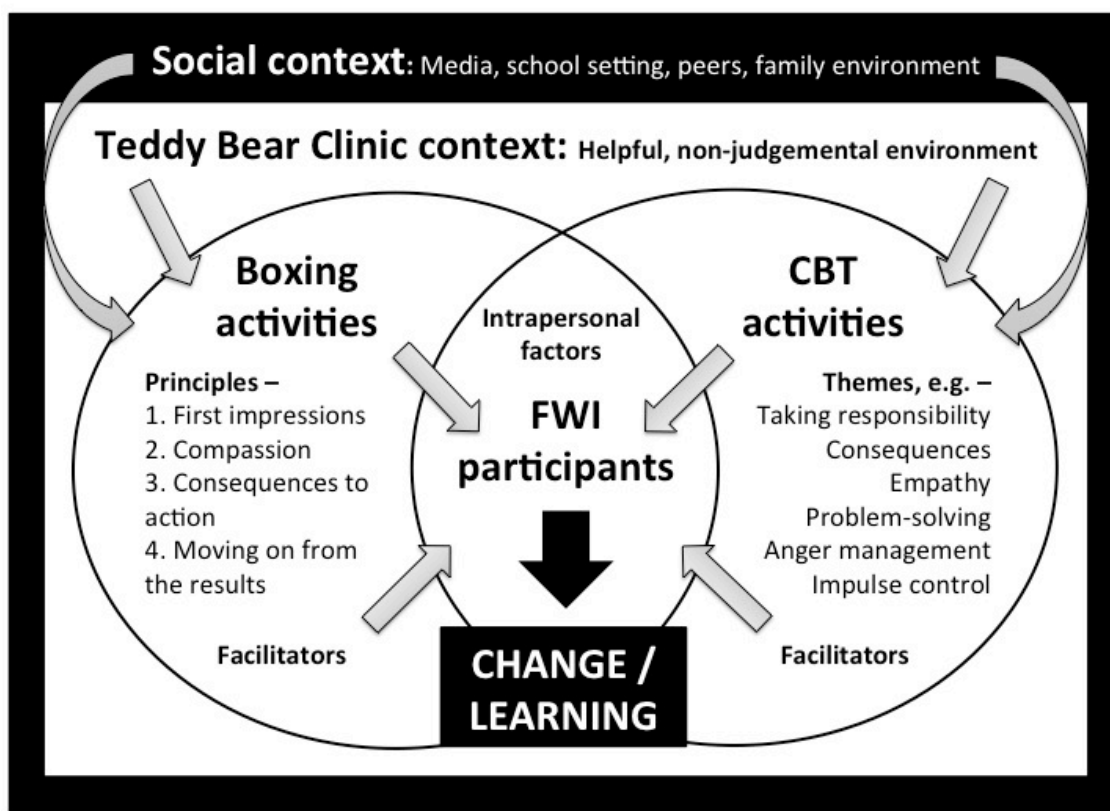 Social context: Media, school setting, peers, family environment
Teddy Bear Clinic context: Helpful, non-judgemental environment
Boxing
activities
Principles –
1. First impressions
2. Compassion
3. Consequences to
action
4. Moving on from
the results
Facilitators
Intrapersonal
factors
FWI
participants
CHANGE /
LEARNING
CBT
activities
Themes, e.g. –
Taking responsibility
Consequences
Empathy
Problem-solving
Anger management
Impulse control
Facilitators